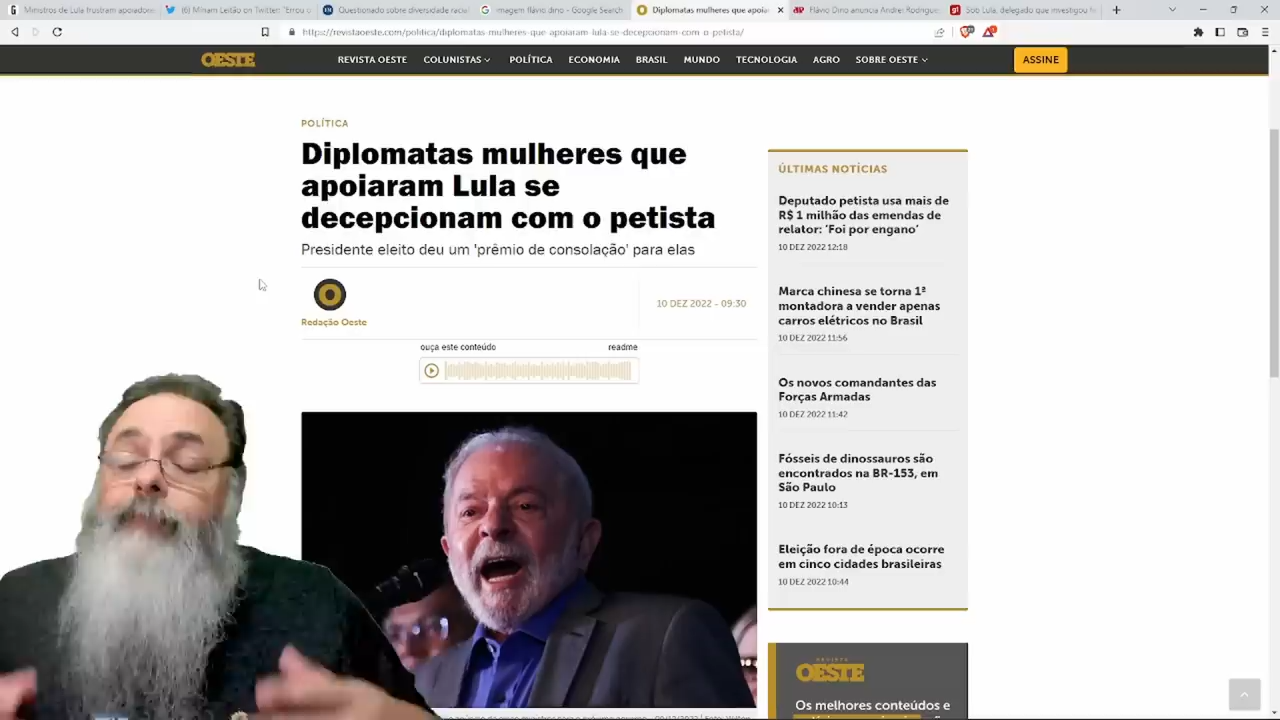 Ministros de Lula frustram apoiador
(6) Míriam Leitão on Twitter: "Erro
Questionado sobre diversidade racia
imagem flávio dino - Google Search
Diplomatas mulheres que apoia
Flávio Dino anuncia Andrei Rodrigue
Sob Lula, delegado que investigou
https://revistaoeste.com/politica/diplomatas-mulheres-que-apoiaram-lula-se-decepcionam-com-o-petista/
OESTE
REVISTA OESTE
COLUNISTAS
POLÍTICA
ECONOMIA
BRASIL
MUNDO
TECNOLOGIA
AGRO
SOBRE OESTE
ASSINE
POLÍTICA
Diplomatas mulheres que
apoiaram Lula se
decepcionam com o petista
Presidente eleito deu um 'prêmio de consolação' para elas
Redação Oeste
10 DEZ 2022 - 09:30
ouça este conteúdo
readme
ÚLTIMAS NOTÍCIAS
Deputado petista usa mais de
R$ 1 milhão das emendas de
relator: 'Foi por engano'
10 DEZ 2022 12:18
Marca chinesa se torna 1ª
montadora a vender apenas
carros elétricos no Brasil
10 DEZ 2022 11:56
Os novos comandantes das
Forças Armadas
10 DEZ 2022 11:42
Fósseis de dinossauros são
encontrados na BR-153, em
São Paulo
10 DEZ 2022 10:13
Eleição fora de época ocorre
em cinco cidades brasileiras
10 DEZ 2022 10:44
REVISTA
OESTE
Os melhores conteúdos e